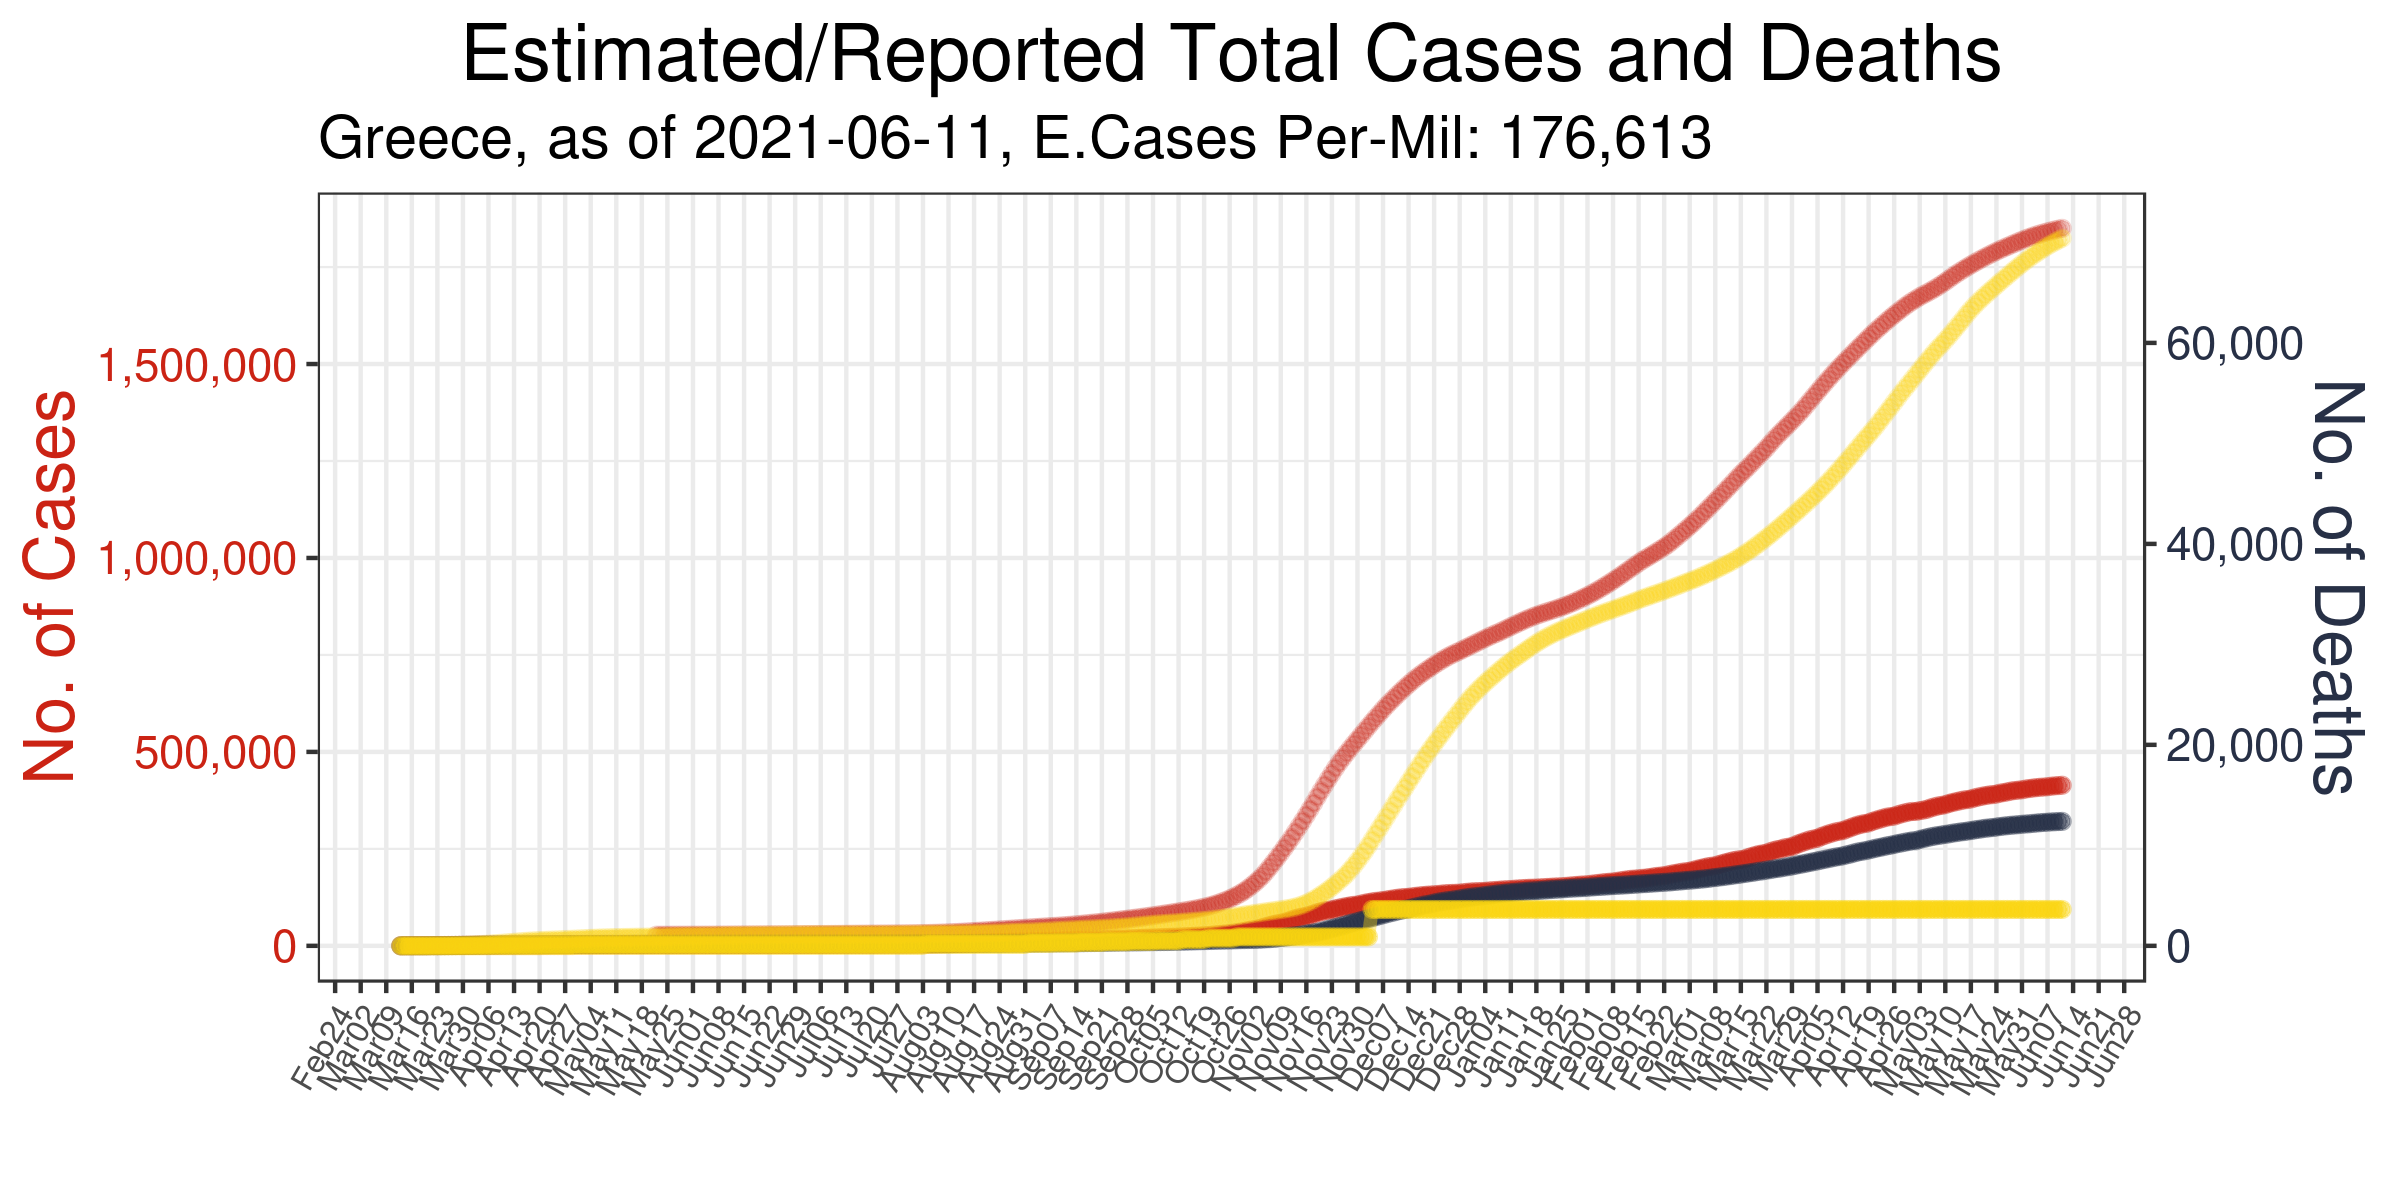 Estimated/Reported Total Cases and Deaths
Greece, as of 2021-06-11, E.Cases Per-Mil: 176,613
No. of Cases
1,500,000
1,000,000
500,000
0
60,000
40,000
20,000
0
No. of Deaths
Feb24
Mar02
Mar09
Mar16
Mar23
Mar30
Apr06
Apr13
Apr20
Apr27
May04
May11
May18
May25
Jun01
Jun08
Jun15
Jun22
Jun29
Jul06
Jul13
Jul20
Jul27
Aug03
Aug10
Aug17
Aug24
Aug31
Sep07
Sep14
Sep21
Sep28
Oct05
Oct12
Oct19
Oct26
Nov02
Nov09
Nov16
Nov23
Nov30
Dec07
Dec14
Dec21
Dec28
Jan04
Jan11
Jan18
Jan25
Feb01
Feb08
Feb15
Feb22
Mar01
Mar08
Mar15
Mar22
Mar29
Apr05
Apr12
Apr19
Apr26
May03
May10
May17
May24
May31
Jun07
Jun14
Jun21
Jun28